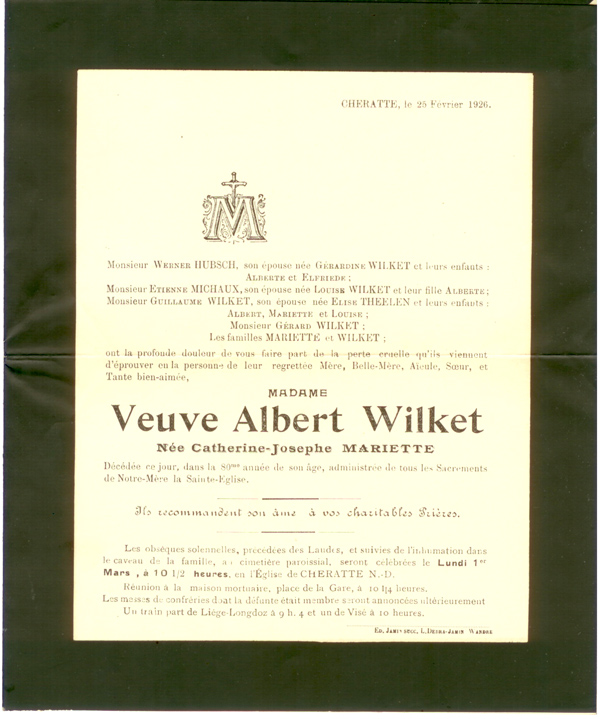 CHERATTE, le 25 Février 1926.
M
Monsieur WERNER HUBSCH, son épouse née GÉRARDINE WILKET et leurs enfants :
ALBERTE et ELFRIEDE ;
Monsieur ETIENNE MICHAUX, son épouse née LOUISE WILKET et leur fille ALBERTE ;
Monsieur GUILLAUME WILKET, son épouse née ELISE THEELEN et leurs enfants :
ALBERT, MARIETTE et LOUISE ;
Monsieur GÉRARD WILKET ;
Les familles MARIETTE et WILKET ;
ont la profonde douleur de vous faire part de la perte cruelle qu'ils viennent
d'éprouver en la personne de leur regrettée Mère, Belle-Mère, Aïeule, Sœur, et
Tante bien-aimée,
MADAME
Veuve Albert Wilket
Née Catherine-Josephe MARIETTE
Décédée ce jour, dans la 80me année de son âge, administrée de tous les Sacrements
de Notre-Mère la Sainte-Eglise.
Ils recommandent son âme à vos charitables Prières.
Les obsèques solennelles, précédées des Laudes, et suivies de l'inhumation dans
le caveau de la famille, au cimetière paroissial, seront célébrées le Lundi 1er
Mars, à 10 1/2 heures, en l'Église de CHERATTE N.-D.
Réunion à la maison mortuaire, place de la Gare, à 10 1/4 heures.
Les messes de confréries dont la défunte était membre seront annoncées ultérieurement
Un train part de Liège-Longdoz à 9 h. 4 et un de Visé à 10 heures.
Ed. Jamin succ. L. Debra-Jamin Wandre